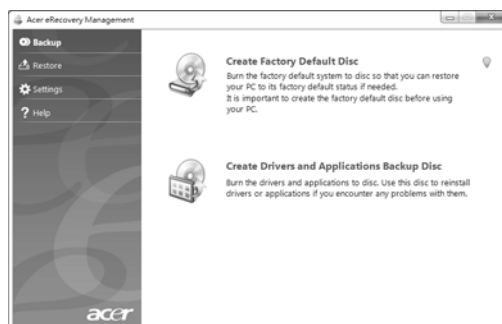 Acer eRecovery Management
Backup
Restore
Settings
Help
Create Factory Default Disc
Burn the factory default system to disc so that you can restore
your PC to its factory default status if needed.
It is important to create the factory default disc before using
your PC.
Create Drivers and Applications Backup Disc
Burn the drivers and applications to disc. Use this disc to reinstall
drivers or applications if you encounter any problems with them.
acer